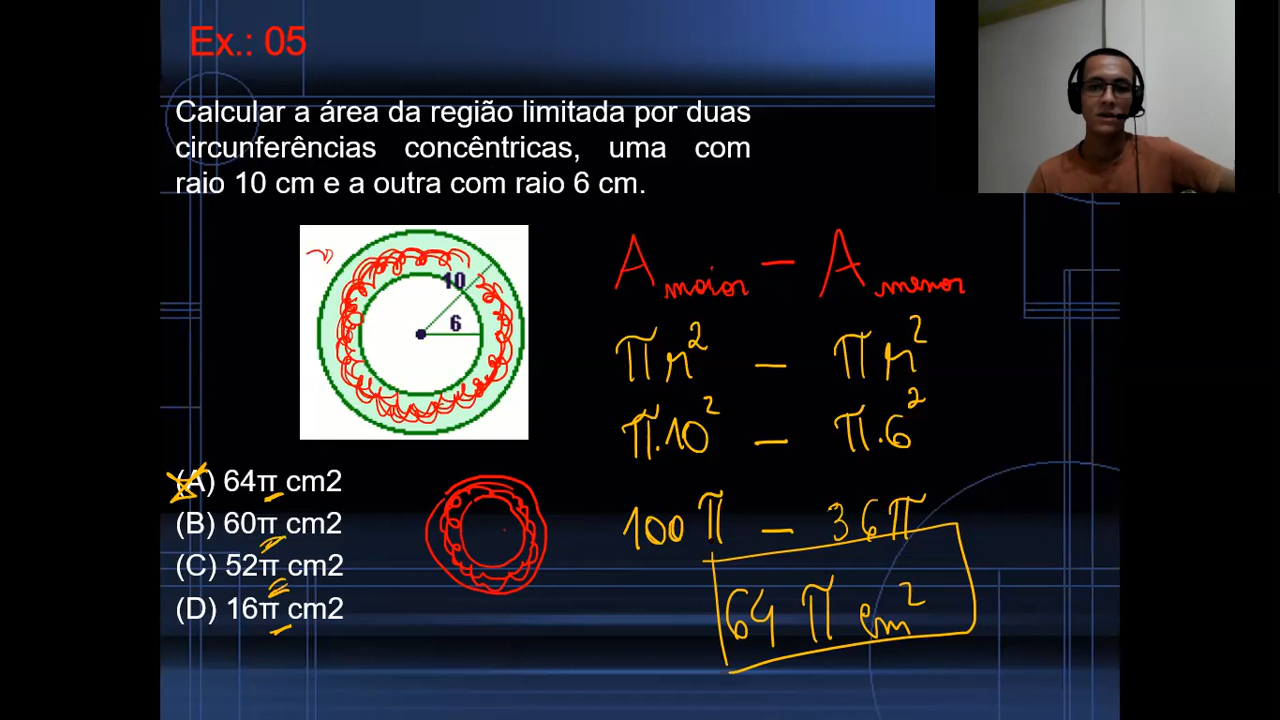 Ex.: 05
Calcular a área da região limitada por duas
circunferências concêntricas, uma com
raio 10 cm e a outra com raio 6 cm.
10
6
A maior - A menor
πr² - πr²
π.10² - π.6²
100π - 36π
64π cm²
(A) 64π cm2
(B) 60π cm2
(C) 52π cm2
(D) 16π cm2